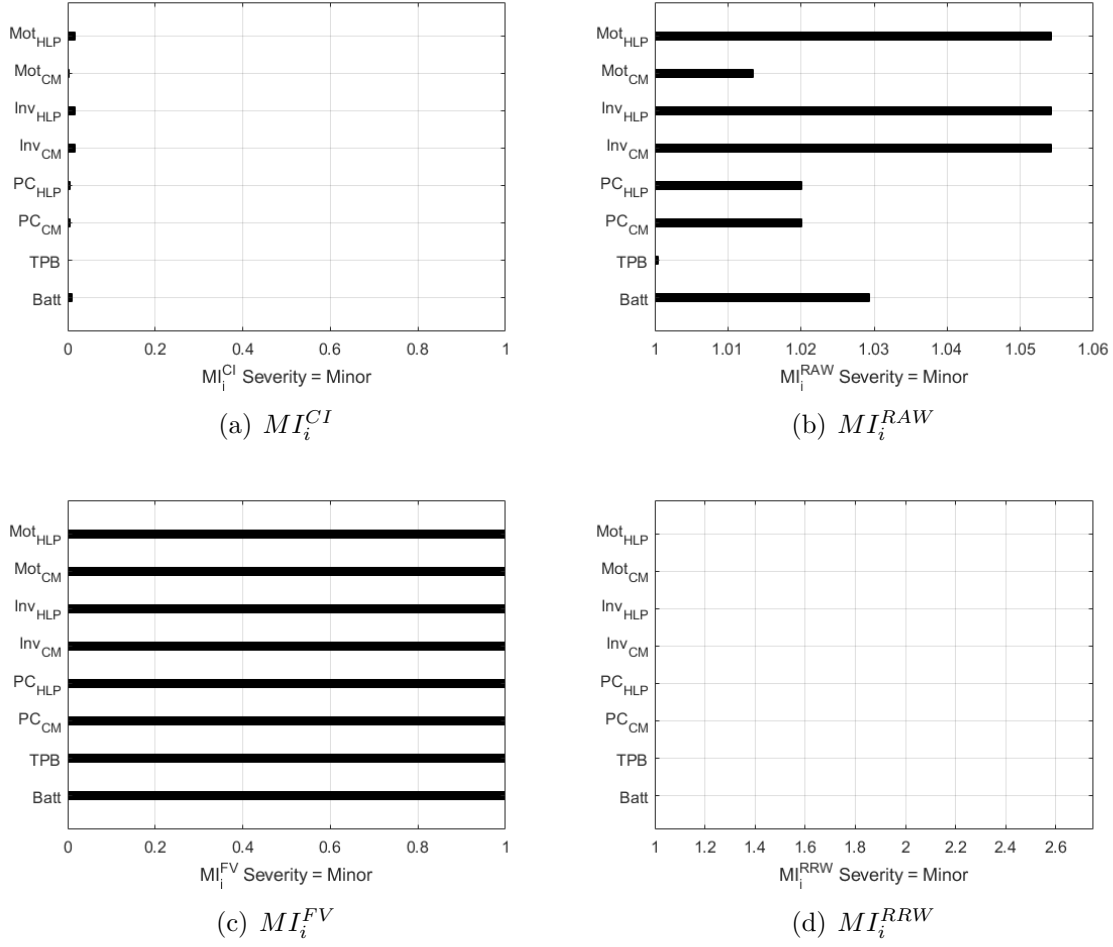 Mot_HLP
Mot_CM
Inv_HLP
Inv_CM
PC_HLP
PC_CM
TPB
Batt
0 0.2 0.4 0.6 0.8 1
MI_i^CI Severity = Minor
(a) MI_i^CI
Mot_HLP
Mot_CM
Inv_HLP
Inv_CM
PC_HLP
PC_CM
TPB
Batt
1 1.01 1.02 1.03 1.04 1.05 1.06
MI_i^RAW Severity = Minor
(b) MI_i^RAW
Mot_HLP
Mot_CM
Inv_HLP
Inv_CM
PC_HLP
PC_CM
TPB
Batt
0 0.2 0.4 0.6 0.8 1
MI_i^FV Severity = Minor
(c) MI_i^FV
Mot_HLP
Mot_CM
Inv_HLP
Inv_CM
PC_HLP
PC_CM
TPB
Batt
1 1.2 1.4 1.6 1.8 2 2.2 2.4 2.6
MI_i^RRW Severity = Minor
(d) MI_i^RRW